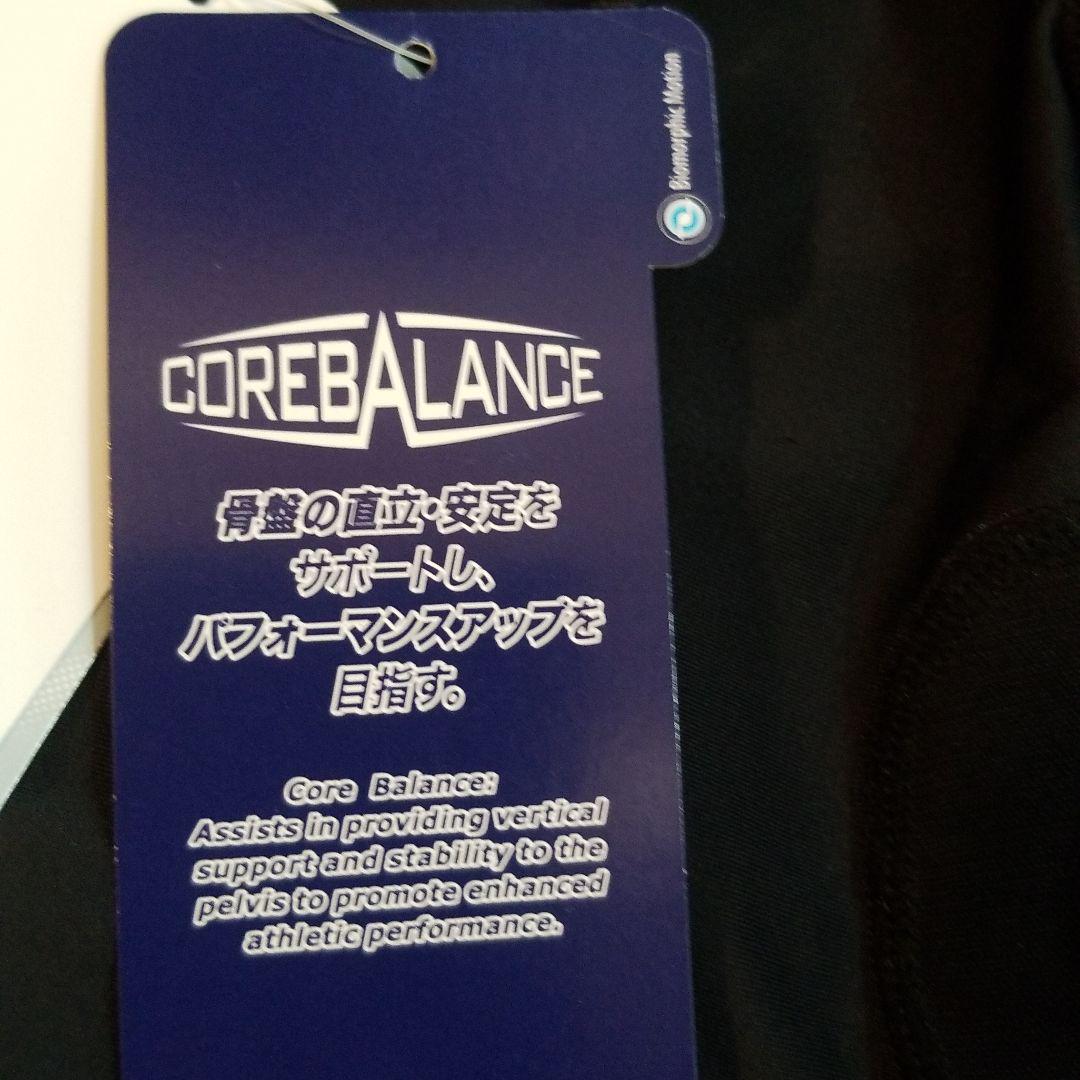 Biomorphic Motion
COREBALANCE
骨盤の直立・安定を
サポートし、
パフォーマンスアップを
目指す。
Core Balance:
Assists in providing vertical
support and stability to the
pelvis to promote enhanced
athletic performance.